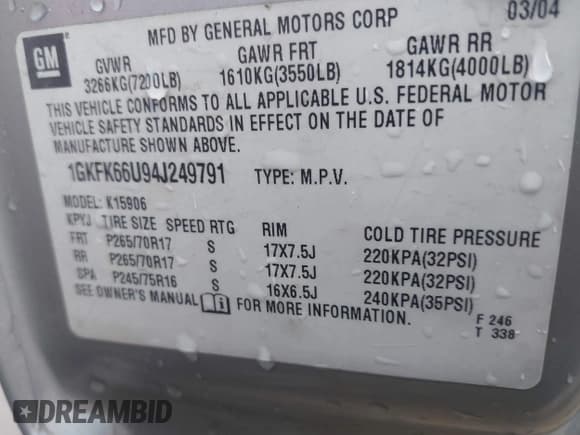 MFD BY GENERAL MOTORS CORP 03/04
GM
GVWR GAWR FRT GAWR RR
3266KG(7200LB) 1610KG(3550LB) 1814KG(4000LB)
THIS VEHICLE CONFORMS TO ALL APPLICABLE U.S. FEDERAL MOTOR
VEHICLE SAFETY STANDARDS IN EFFECT ON THE DATE OF
MANUFACTURE SHOWN ABOVE.
1GKFK66U94J249791 TYPE: M.P.V.
MODEL: K15906
KPYJ TIRE SIZE SPEED RTG RIM COLD TIRE PRESSURE
FRT P265/70R17 S 17X7.5J 220KPA(32PSI)
RR P265/70R17 S 17X7.5J 220KPA(32PSI)
SPA P245/75R16 S 16X6.5J 240KPA(35PSI)
SEE OWNER'S MANUAL i FOR MORE INFORMATION.
F 246
T 338
DREAMBID